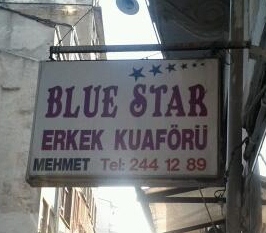 BLUE STAR
ERKEK KUAFÖRÜ
MEHMET Tel: 244 12 89